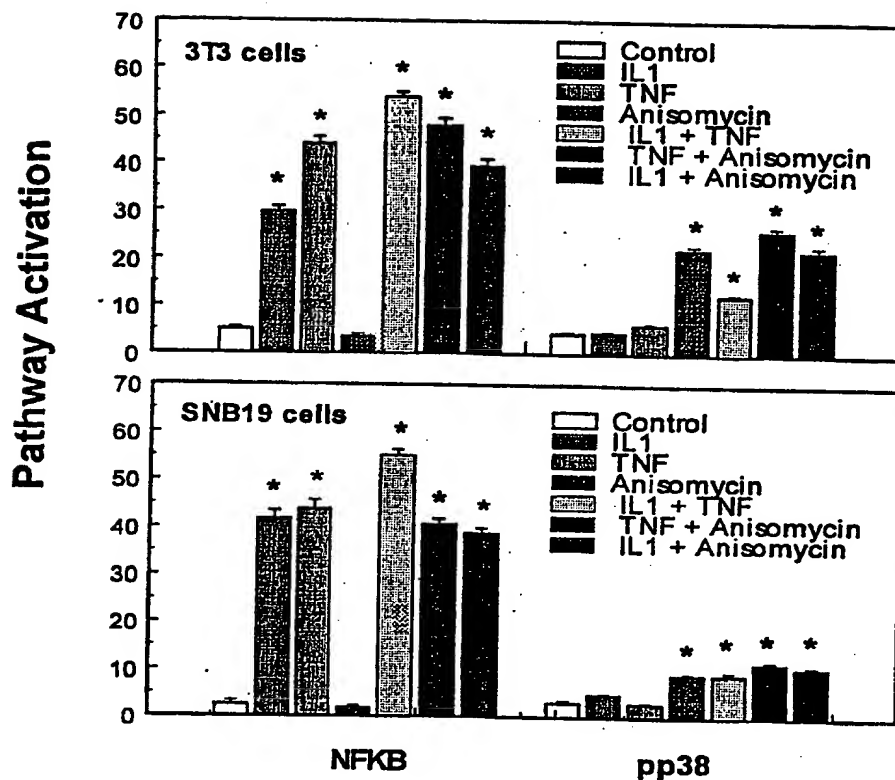 Pathway Activation
70
60
50
40
30
20
10
0
3T3 cells
Control
IL1
TNF
Anisomycin
IL1 + TNF
TNF + Anisomycin
IL1 + Anisomycin
* * * * *
* * * *
70
60
50
40
30
20
10
0
SNB19 cells
Control
IL1
TNF
Anisomycin
IL1 + TNF
TNF + Anisomycin
IL1 + Anisomycin
* * * * *
* * * *
NFKB pp38